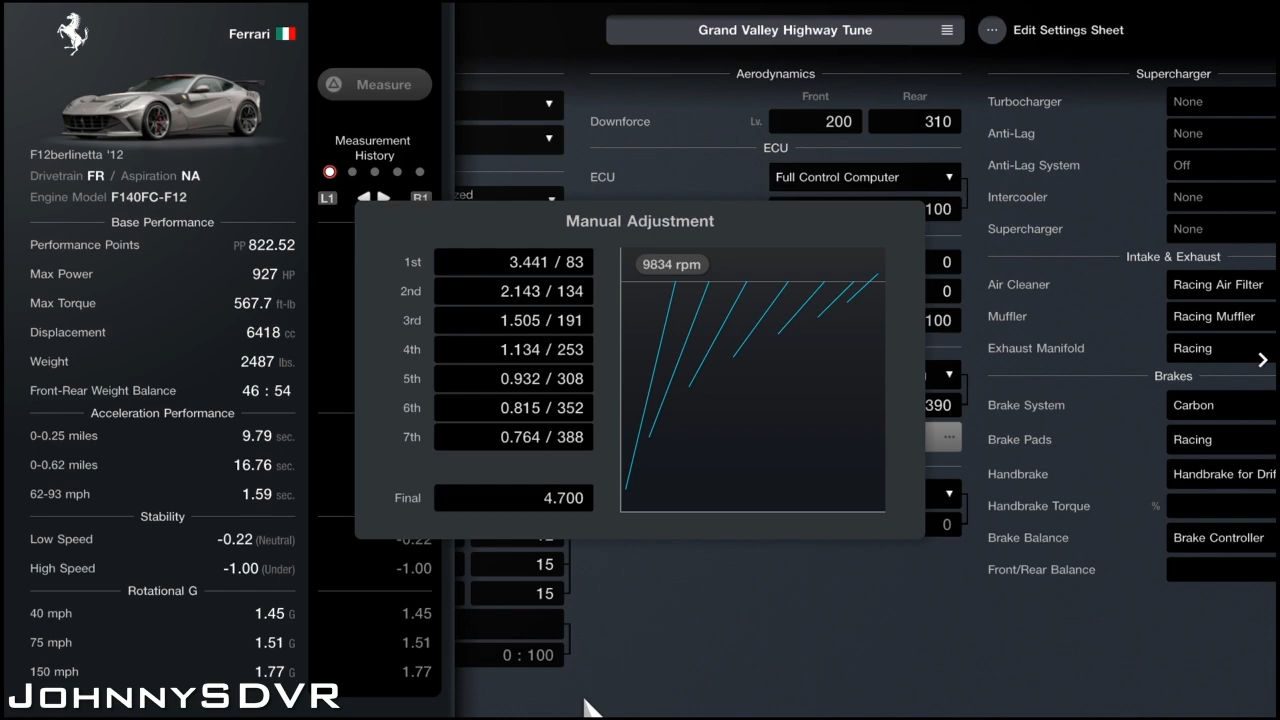 Ferrari
F12berlinetta '12
Drivetrain FR / Aspiration NA
Engine Model F140FC-F12
Base Performance
Performance Points PP 822.52
Max Power 927 HP
Max Torque 567.7 ft-lb
Displacement 6418 cc
Weight 2487 lbs.
Front-Rear Weight Balance 46 : 54
Acceleration Performance
0-0.25 miles 9.79 sec.
0-0.62 miles 16.76 sec.
62-93 mph 1.59 sec.
Stability
Low Speed -0.22 (Neutral)
High Speed -1.00 (Under)
Rotational G
40 mph 1.45 G
75 mph 1.51 G
150 mph 1.77 G
JohnnySDVR
Measure
Measurement
History
L1 R1
-0.22
-1.00
1.45
1.51
1.77
Grand Valley Highway Tune
Edit Settings Sheet
Aerodynamics
Front Rear
Downforce Lv. 200 310
ECU
ECU Full Control Computer
100
0
0
100
390
0
15
15
0 : 100
Manual Adjustment
1st 3.441 / 83
2nd 2.143 / 134
3rd 1.505 / 191
4th 1.134 / 253
5th 0.932 / 308
6th 0.815 / 352
7th 0.764 / 388
Final 4.700
9834 rpm
Supercharger
Turbocharger None
Anti-Lag None
Anti-Lag System Off
Intercooler None
Supercharger None
Intake & Exhaust
Air Cleaner Racing Air Filter
Muffler Racing Muffler
Exhaust Manifold Racing
Brakes
Brake System Carbon
Brake Pads Racing
Handbrake Handbrake for Drif
Handbrake Torque %
Brake Balance Brake Controller
Front/Rear Balance